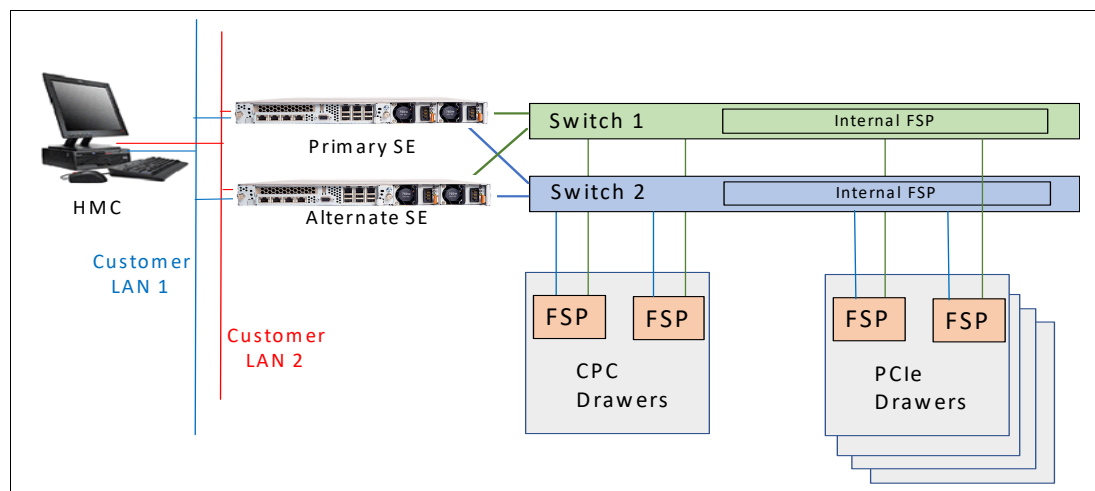 Switch 1
Internal FSP
Primary SE
Switch 2
Internal FSP
HMC
Alternate SE
Customer
LAN 1
Customer
LAN 2
FSP
FSP
CPC
Drawers
FSP
FSP
PCIe
Drawers